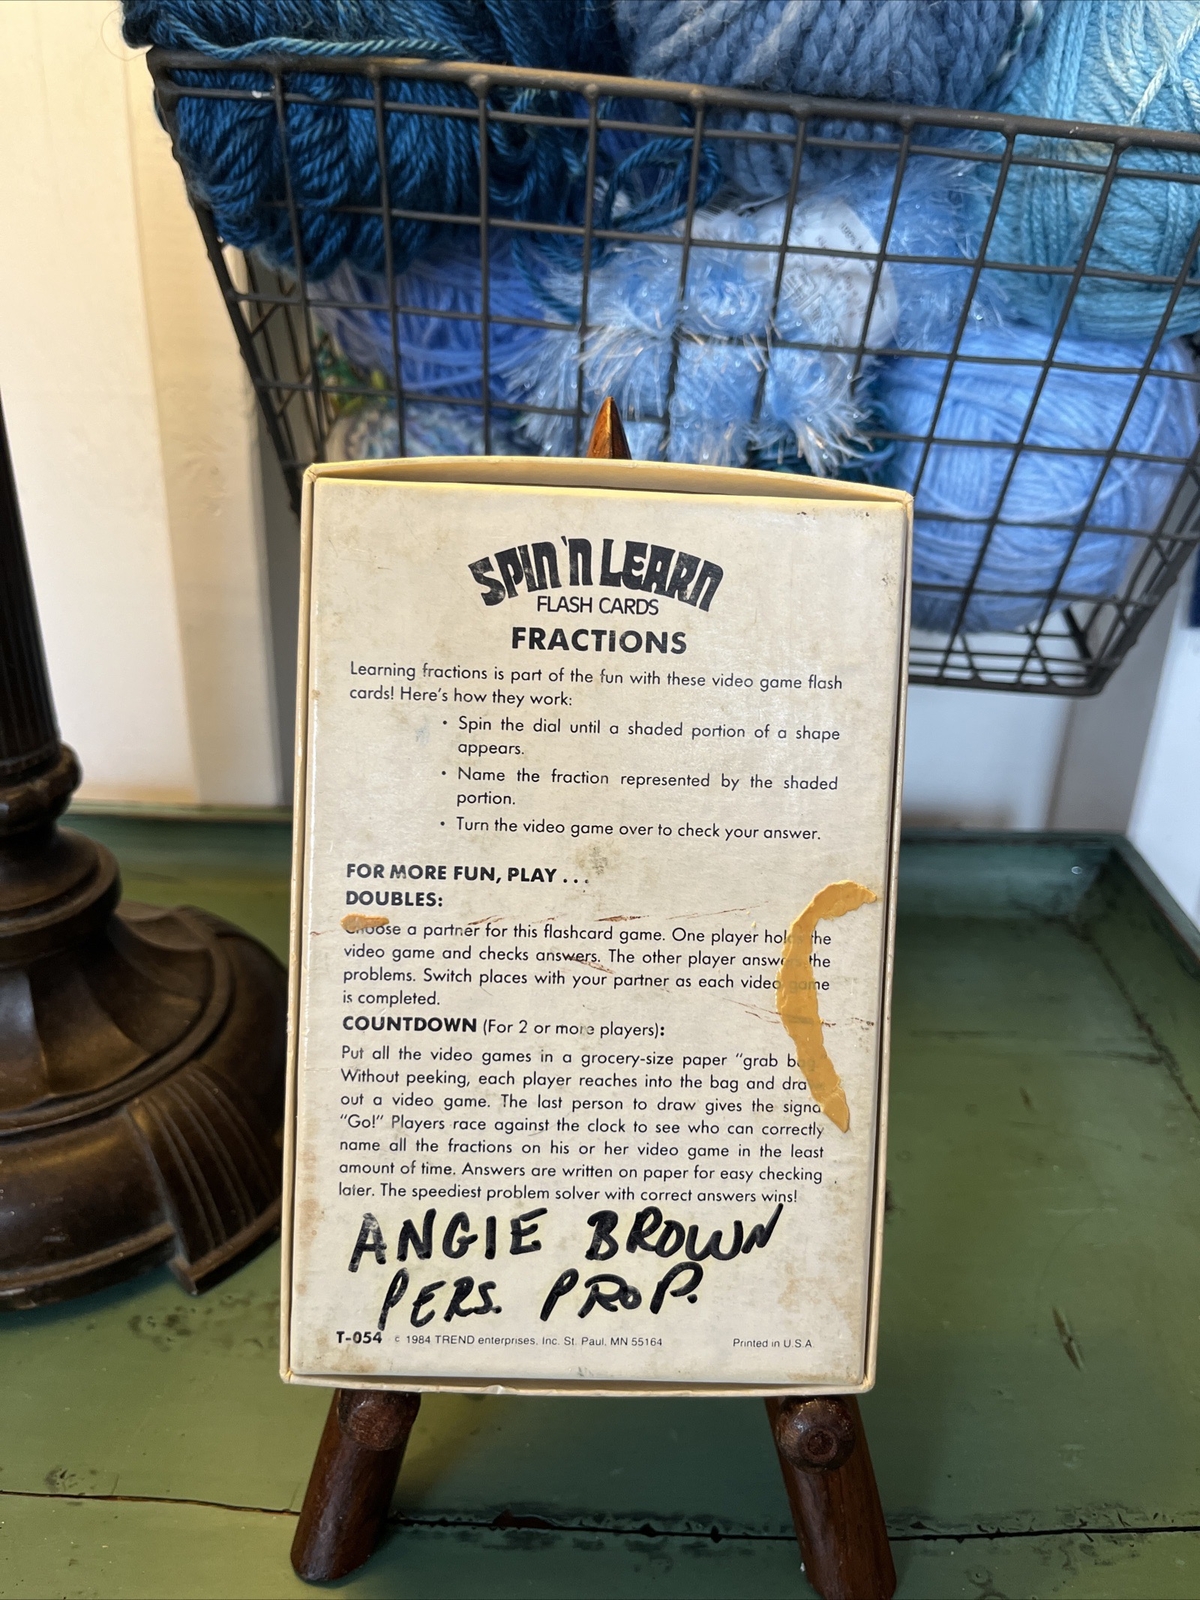 SPIN 'N LEARN
FLASH CARDS
FRACTIONS
Learning fractions is part of the fun with these video game flash
cards! Here's how they work:
• Spin the dial until a shaded portion of a shape
appears.
• Name the fraction represented by the shaded
portion.
• Turn the video game over to check your answer.
FOR MORE FUN, PLAY . . .
DOUBLES:
Choose a partner for this flashcard game. One player holds the
video game and checks answers. The other player answers the
problems. Switch places with your partner as each video game
is completed.
COUNTDOWN (For 2 or more players):
Put all the video games in a grocery-size paper "grab
Without peeking, each player reaches into the bag and
out a video game. The last person to draw gives the
"Go!" Players race against the clock to see who can correctly
name all the fractions on his or her video game in the least
amount of time. Answers are written on paper for easy checking
later. The speediest problem solver with correct answers wins!
ANGIE BROWN
PERS. PROP.
T-054 © 1984 TREND enterprises, Inc. St. Paul, MN 55164 Printed in U.S.A.